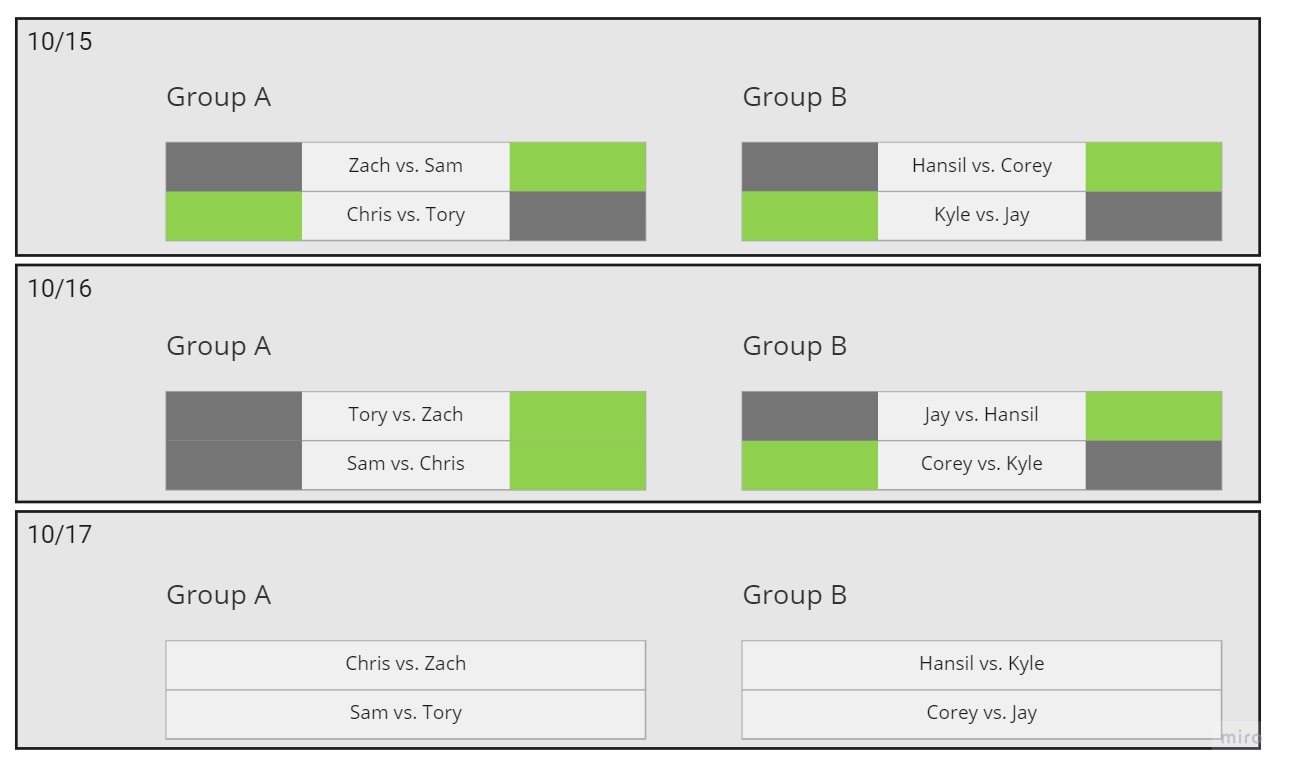 10/15
Group A
Group B
Zach vs. Sam
Hansil vs. Corey
Chris vs. Tory
Kyle vs. Jay
10/16
Group A
Group B
Tory vs. Zach
Jay vs. Hansil
Sam vs. Chris
Corey vs. Kyle
10/17
Group A
Group B
Chris vs. Zach
Hansil vs. Kyle
Sam vs. Tory
Corey vs. Jay
miro